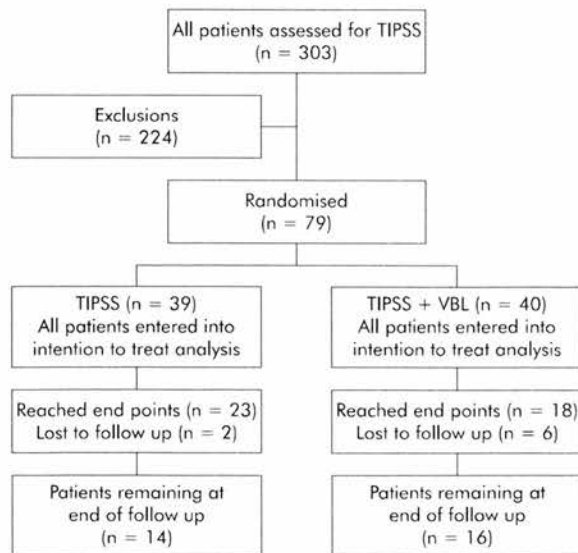 All patients assessed for TIPSS
(n = 303)
Exclusions
(n = 224)
Randomised
(n = 79)
TIPSS (n = 39)
All patients entered into
intention to treat analysis
TIPSS + VBL (n = 40)
All patients entered into
intention to treat analysis
Reached end points (n = 23)
Lost to follow up (n = 2)
Reached end points (n = 18)
Lost to follow up (n = 6)
Patients remaining at
end of follow up
(n = 14)
Patients remaining at
end of follow up
(n = 16)